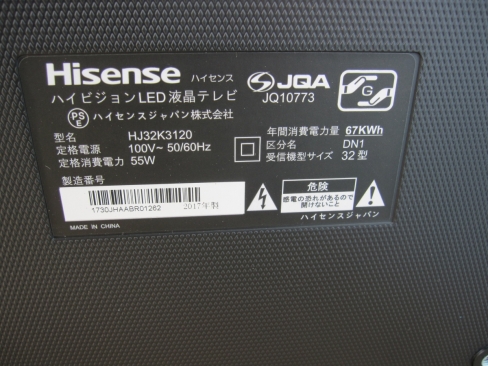 Hisense ハイセンス
JQA
JQ10773
G
ハイビジョンLED液晶テレビ
PSE ハイセンスジャパン株式会社
型名 HJ32K3120
定格電源 100V～ 50/60Hz
定格消費電力 55W
年間消費電力量 67KWh
区分名 DN1
受信機型サイズ 32型
製造番号
1730JHAABR01262
2017年製
MADE IN CHINA
危険
感電の恐れがあるので
開けないこと
ハイセンスジャパン